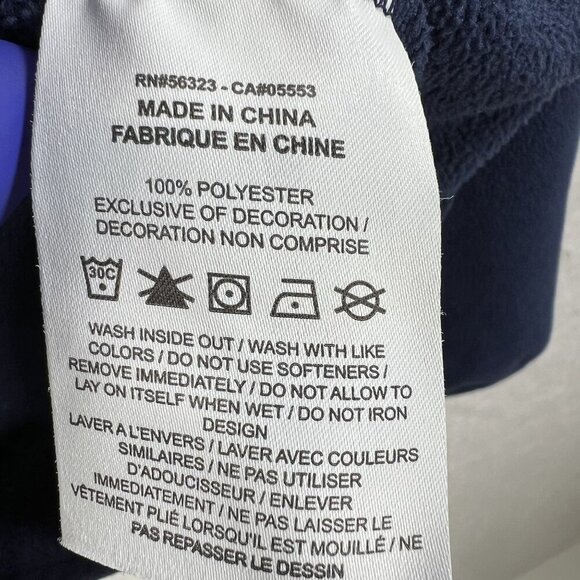 RN#56323 - CA#05553
MADE IN CHINA
FABRIQUE EN CHINE
100% POLYESTER
EXCLUSIVE OF DECORATION /
DECORATION NON COMPRISE
30C
WASH INSIDE OUT / WASH WITH LIKE
COLORS / DO NOT USE SOFTENERS /
REMOVE IMMEDIATELY / DO NOT ALLOW TO
LAY ON ITSELF WHEN WET / DO NOT IRON
DESIGN
LAVER A L'ENVERS / LAVER AVEC COULEURS
SIMILAIRES / NE PAS UTILISER
D'ADOUCISSEUR / ENLEVER
IMMEDIATEMENT / NE PAS LAISSER LE
VÊTEMENT PLIÉ LORSQU'IL EST MOUILLÉ / NE
PAS REPASSER LE DESSIN